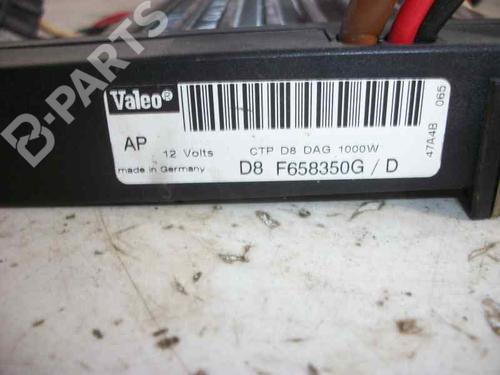 Valeo®
AP
12 Volts
CTP D8 DAG 1000W
made in Germany
D8 F658350G / D
47A4B 065
B-PARTS